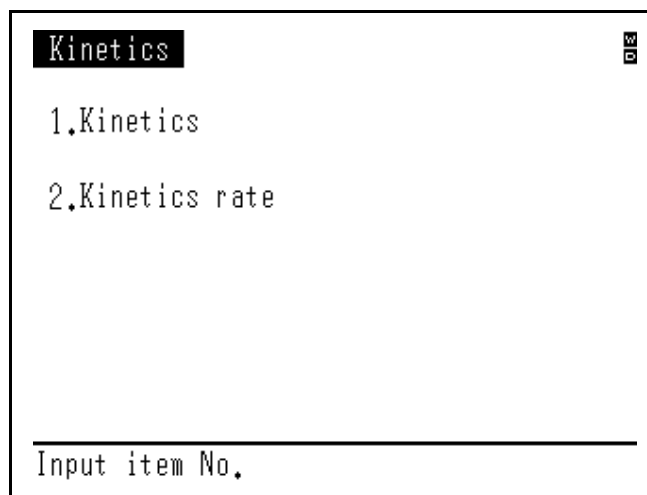 Kinetics
W
D
1.Kinetics
2.Kinetics rate
Input item No.